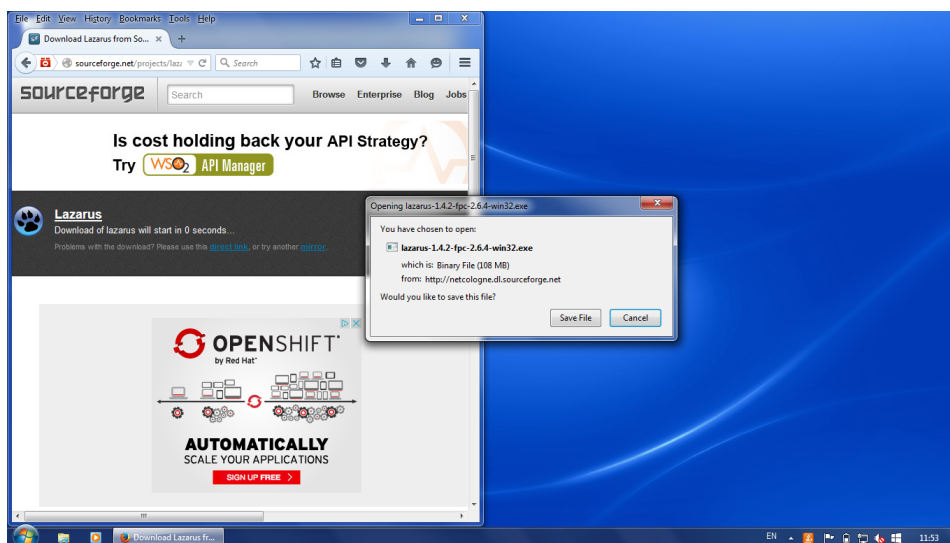 File Edit View History Bookmarks Tools Help
Download Lazarus from So...
sourceforge.net/projects/laz
Search
sourceforge
Search
Browse Enterprise Blog Jobs
Is cost holding back your API Strategy?
Try WSO2 API Manager
Lazarus
Download of lazarus will start in 0 seconds...
Problems with the download? Please use this direct link, or try another mirror.
Opening lazarus-1.4.2-fpc-2.6.4-win32.exe
You have chosen to open:
lazarus-1.4.2-fpc-2.6.4-win32.exe
which is: Binary File (108 MB)
from: http://netcologne.dl.sourceforge.net
Would you like to save this file?
Save File Cancel
OPENSHIFT
by Red Hat
AUTOMATICALLY
SCALE YOUR APPLICATIONS
SIGN UP FREE
Download Lazarus fr...
EN
11:53